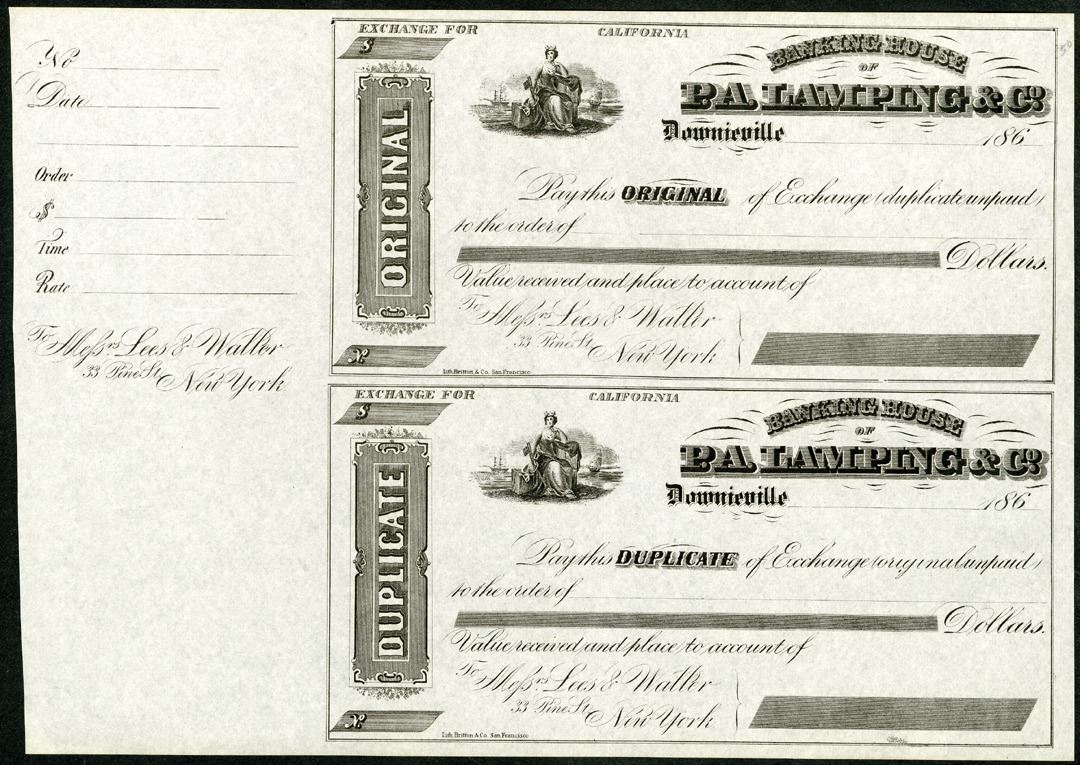 No
Date
Order
$
Time
Rate
To Messrs. Lees & Waller
33 Pine St.
New York
EXCHANGE FOR CALIFORNIA
$
BANKING HOUSE
OF
P.A. LAMPING & Co.
Downieville 186
ORIGINAL
Pay this ORIGINAL of Exchange (duplicate unpaid)
to the order of
Dollars.
Value received and place to account of
To Messrs. Lees & Waller
33 Pine St.
New York
No
Lith. Britton & Co. San Francisco
EXCHANGE FOR CALIFORNIA
$
BANKING HOUSE
OF
P.A. LAMPING & Co.
Downieville 186
DUPLICATE
Pay this DUPLICATE of Exchange (original unpaid)
to the order of
Dollars.
Value received and place to account of
To Messrs. Lees & Waller
33 Pine St.
New York
No
Lith. Britton & Co. San Francisco